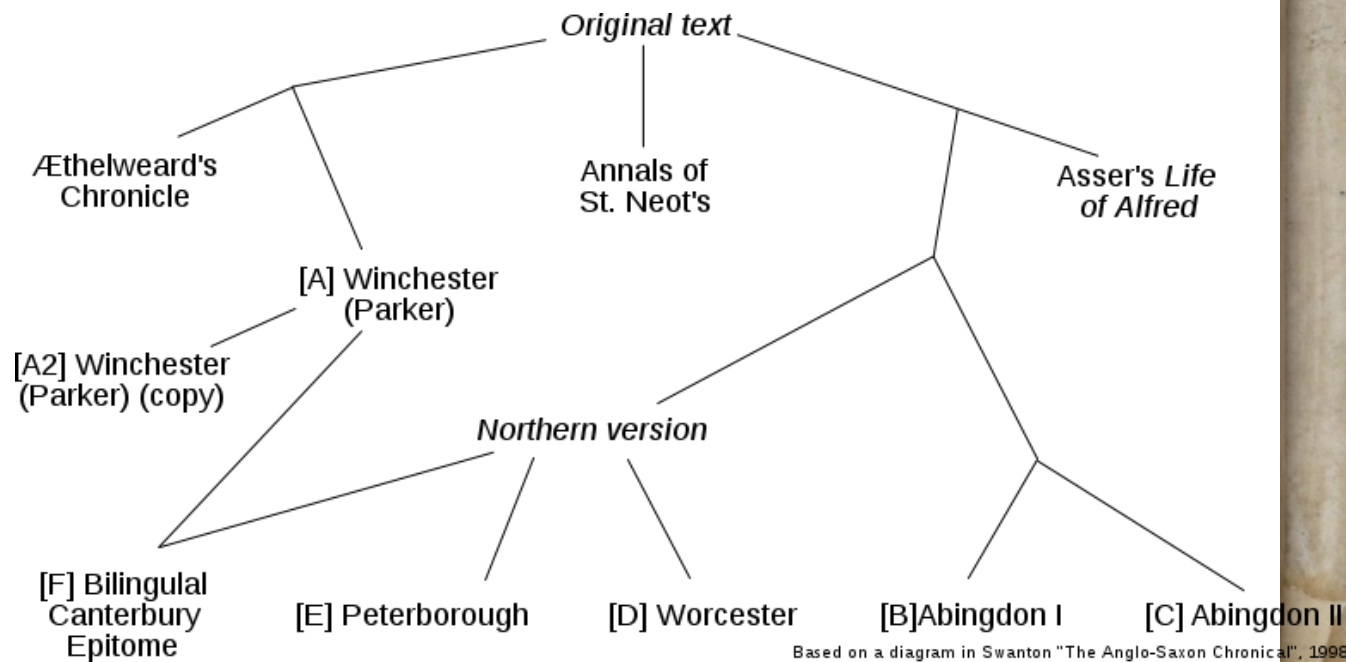 Original text
Æthelweard's
Chronicle
Annals of
St. Neot's
Asser's Life
of Alfred
[A] Winchester
(Parker)
[A2] Winchester
(Parker) (copy)
Northern version
[F] Bilingulal
Canterbury
Epitome
[E] Peterborough
[D] Worcester
[B]Abingdon I
[C] Abingdon II
Based on a diagram in Swanton "The Anglo-Saxon Chronical", 1998